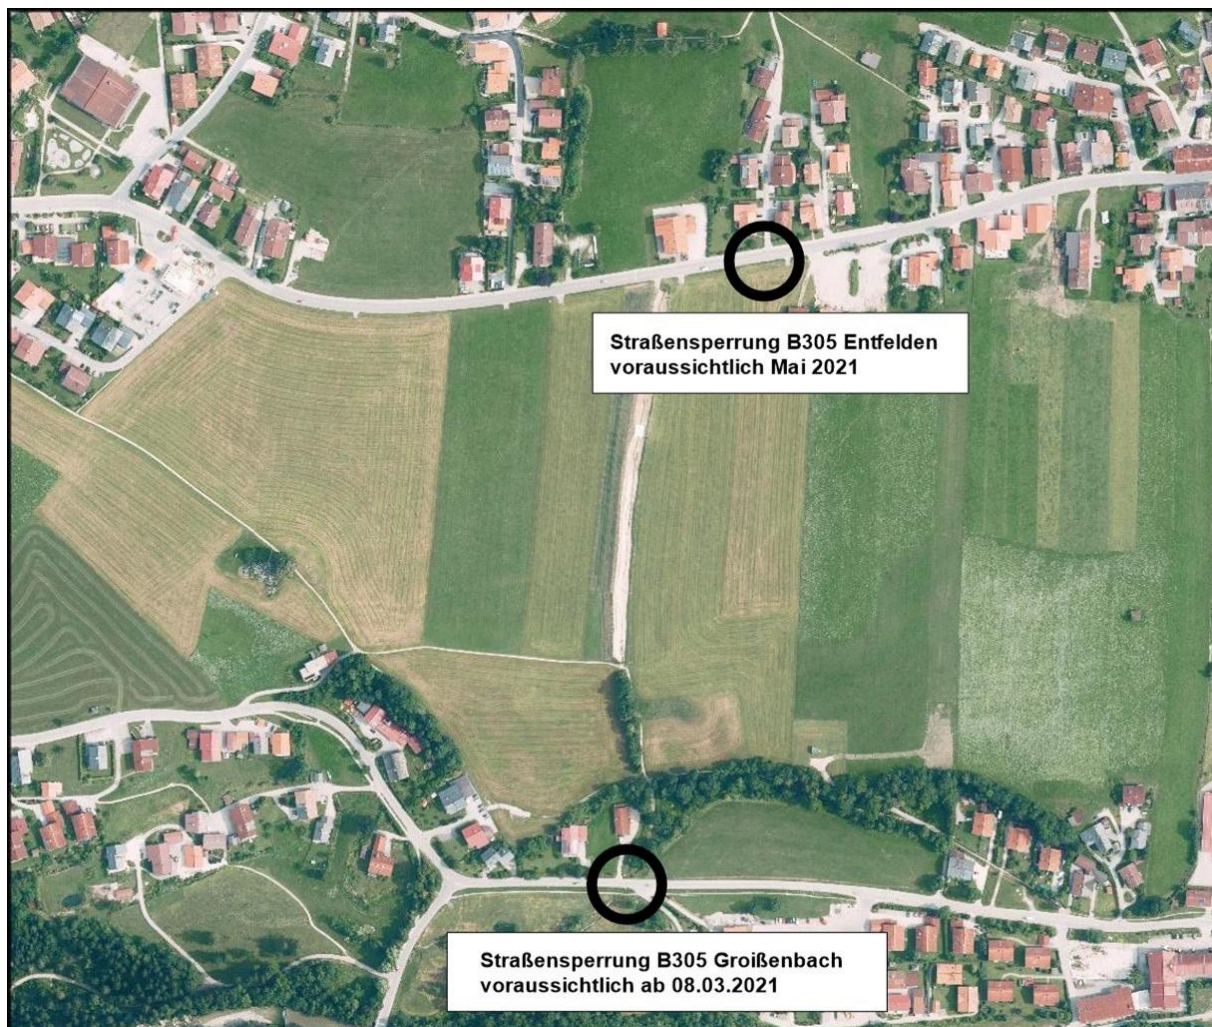 Straßensperrung B305 Entfelden
voraussichtlich Mai 2021
Straßensperrung B305 Groißenbach
voraussichtlich ab 08.03.2021